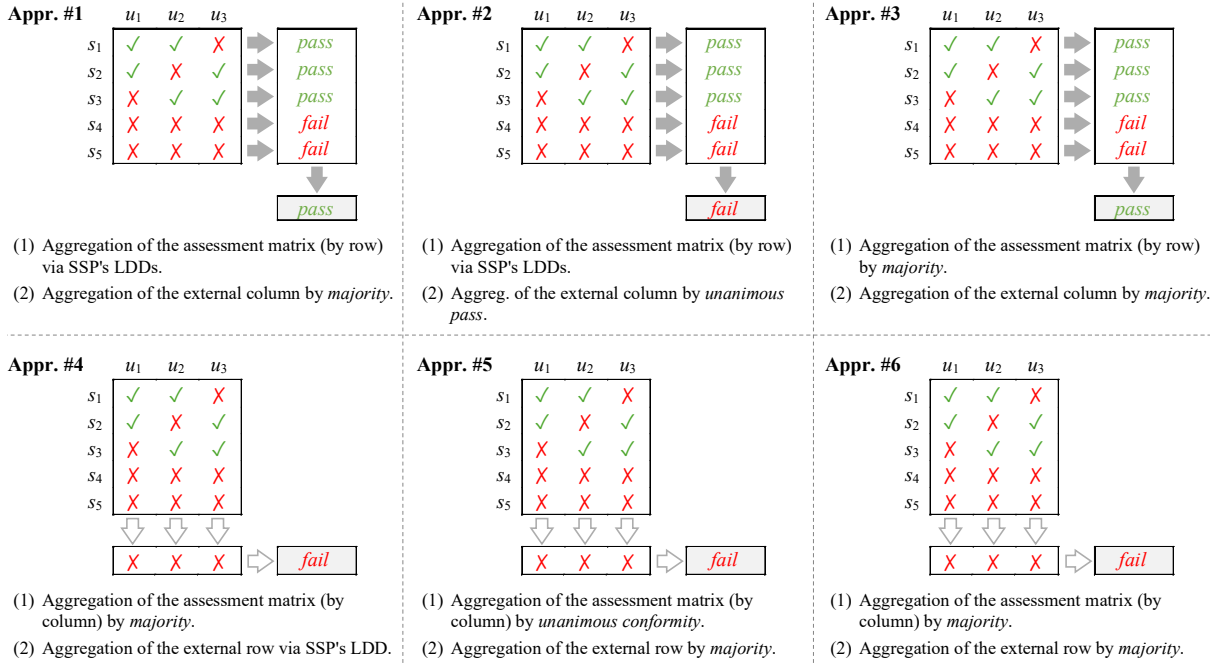 Appr. #1 u1 u2 u3
s1 ✓ ✓ ✗ pass
s2 ✓ ✗ ✓ pass
s3 ✗ ✓ ✓ pass
s4 ✗ ✗ ✗ fail
s5 ✗ ✗ ✗ fail
pass
(1) Aggregation of the assessment matrix (by row)
via SSP's LDDs.
(2) Aggregation of the external column by majority.
Appr. #2 u1 u2 u3
s1 ✓ ✓ ✗ pass
s2 ✓ ✗ ✓ pass
s3 ✗ ✓ ✓ pass
s4 ✗ ✗ ✗ fail
s5 ✗ ✗ ✗ fail
fail
(1) Aggregation of the assessment matrix (by row)
via SSP's LDDs.
(2) Aggreg. of the external column by unanimous
pass.
Appr. #3 u1 u2 u3
s1 ✓ ✓ ✗ pass
s2 ✓ ✗ ✓ pass
s3 ✗ ✓ ✓ pass
s4 ✗ ✗ ✗ fail
s5 ✗ ✗ ✗ fail
pass
(1) Aggregation of the assessment matrix (by row)
by majority.
(2) Aggregation of the external column by majority.
Appr. #4 u1 u2 u3
s1 ✓ ✓ ✗
s2 ✓ ✗ ✓
s3 ✗ ✓ ✓
s4 ✗ ✗ ✗
s5 ✗ ✗ ✗
✗ ✗ ✗ fail
(1) Aggregation of the assessment matrix (by
column) by majority.
(2) Aggregation of the external row via SSP's LDD.
Appr. #5 u1 u2 u3
s1 ✓ ✓ ✗
s2 ✓ ✗ ✓
s3 ✗ ✓ ✓
s4 ✗ ✗ ✗
s5 ✗ ✗ ✗
✗ ✗ ✗ fail
(1) Aggregation of the assessment matrix (by
column) by unanimous conformity.
(2) Aggregation of the external row by majority.
Appr. #6 u1 u2 u3
s1 ✓ ✓ ✗
s2 ✓ ✗ ✓
s3 ✗ ✓ ✓
s4 ✗ ✗ ✗
s5 ✗ ✗ ✗
✗ ✗ ✗ fail
(1) Aggregation of the assessment matrix (by
column) by majority.
(2) Aggregation of the external row by majority.